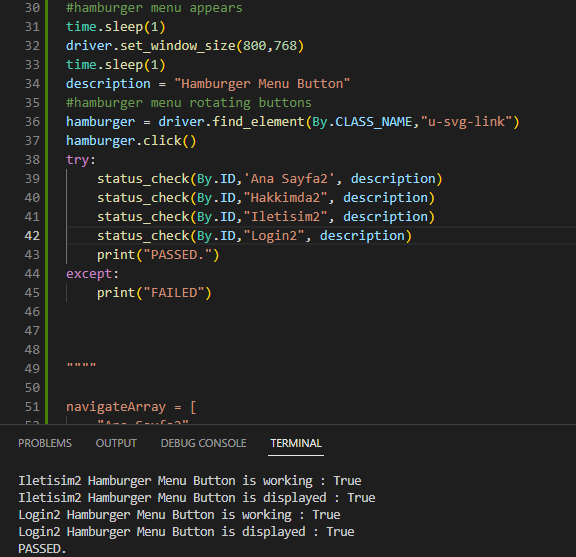 30 #hamburger menu appears
31 time.sleep(1)
32 driver.set_window_size(800,768)
33 time.sleep(1)
34 description = "Hamburger Menu Button"
35 #hamburger menu rotating buttons
36 hamburger = driver.find_element(By.CLASS_NAME,"u-svg-link")
37 hamburger.click()
38 try:
39     status_check(By.ID,'Ana Sayfa2', description)
40     status_check(By.ID,"Hakkimda2", description)
41     status_check(By.ID,"Iletisim2", description)
42     status_check(By.ID,"Login2", description)
43     print("PASSED.")
44 except:
45     print("FAILED")
46
47
48
49 """"
50
51 navigateArray = [
52     "Ana Sayfa2"
PROBLEMS OUTPUT DEBUG CONSOLE TERMINAL
Iletisim2 Hamburger Menu Button is working : True
Iletisim2 Hamburger Menu Button is displayed : True
Login2 Hamburger Menu Button is working : True
Login2 Hamburger Menu Button is displayed : True
PASSED.